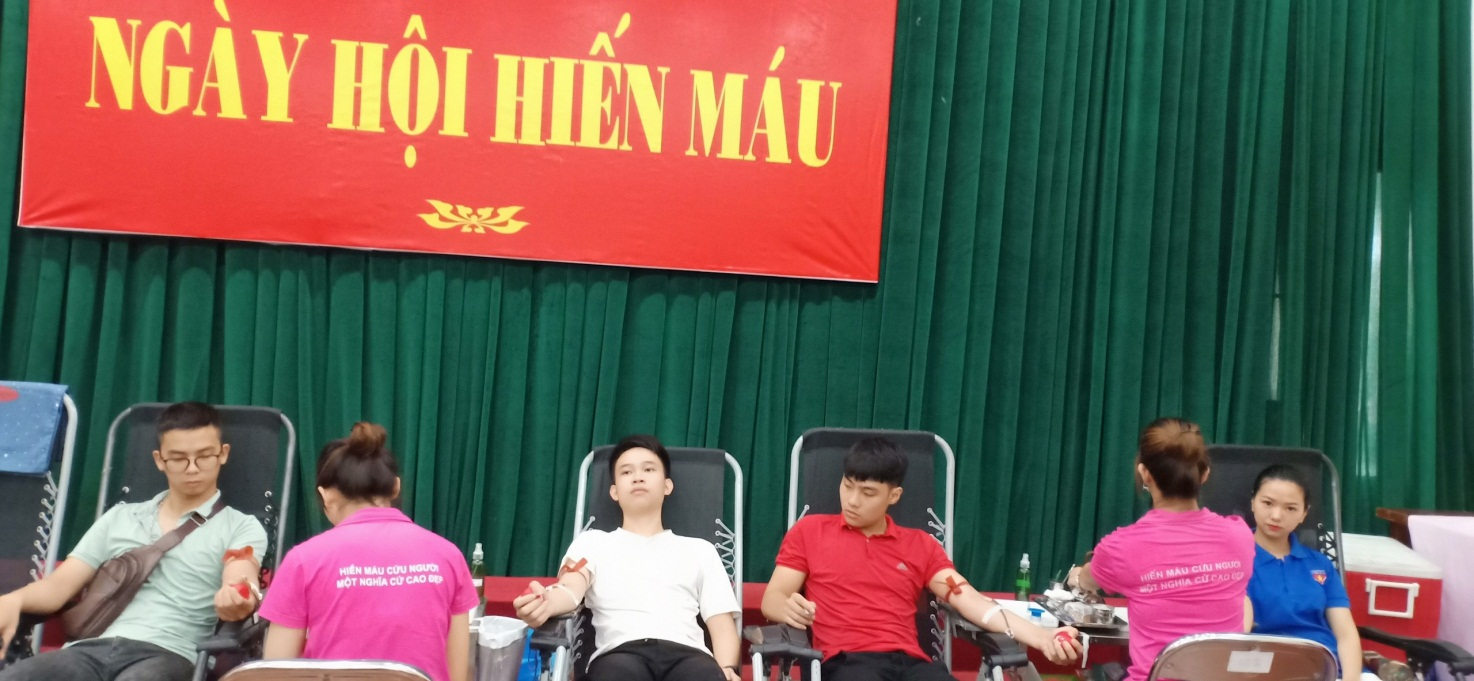 NGÀY HỘI HIẾN MÁU
HIẾN MÁU CỨU NGƯỜI
MỘT NGHĨA CỬ CAO ĐẸP
HIẾN MÁU CỨU NGƯỜI
MỘT NGHĨA CỬ CAO ĐẸP